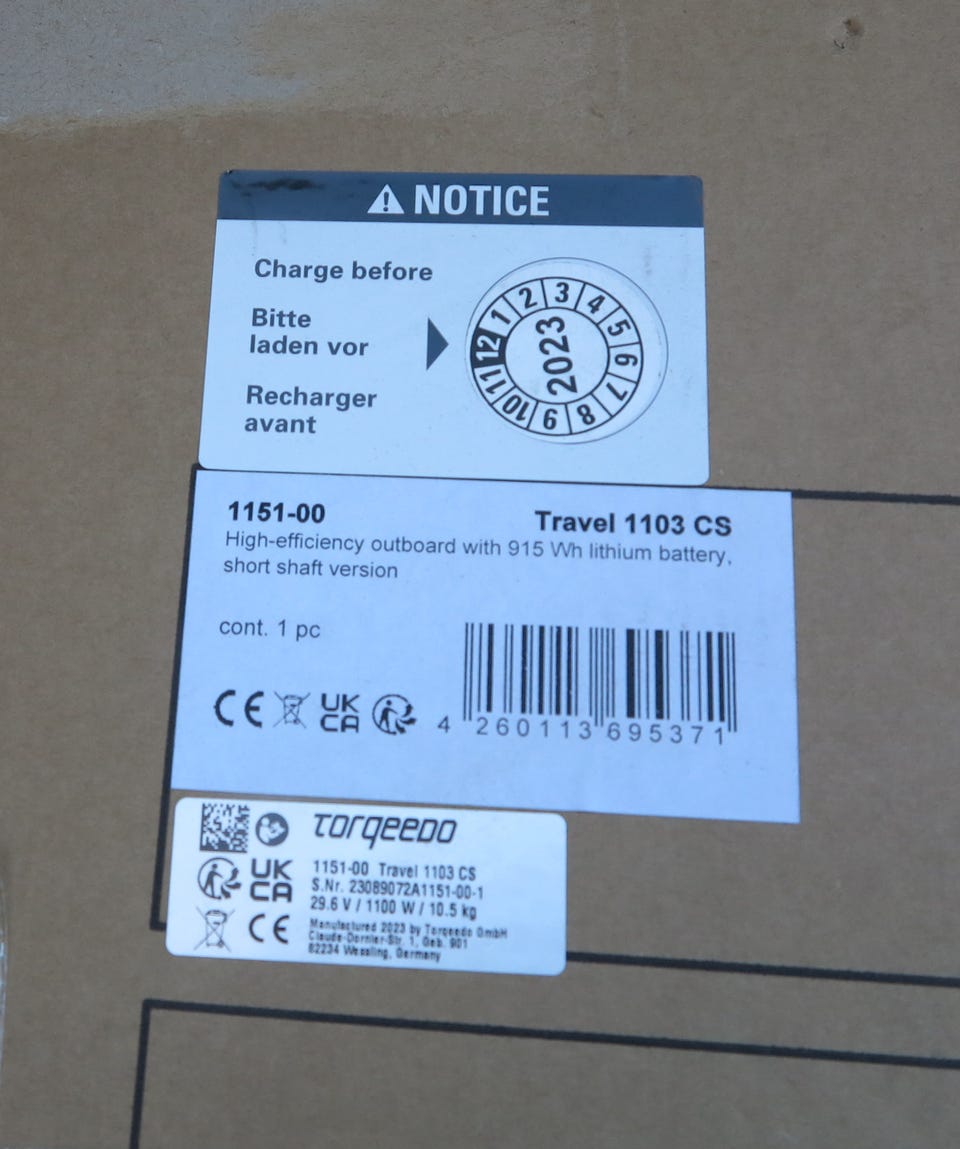 ⚠ NOTICE
Charge before
Bitte
laden vor
Recharger
avant
1 2 3 4 5 6 7 8 9 10 11 12
2023
1151-00 Travel 1103 CS
High-efficiency outboard with 915 Wh lithium battery,
short shaft version
cont. 1 pc
CE UK
CA
4 260113 695371
TORQEEDO
UK
CA
CE
1151-00 Travel 1103 CS
S.Nr. 23089072A1151-00-1
29.6 V / 1100 W / 10.5 kg
Manufactured 2023 by Torqeedo GmbH
Claude-Dornier-Str. 1, Geb. 901
82234 Wessling, Germany